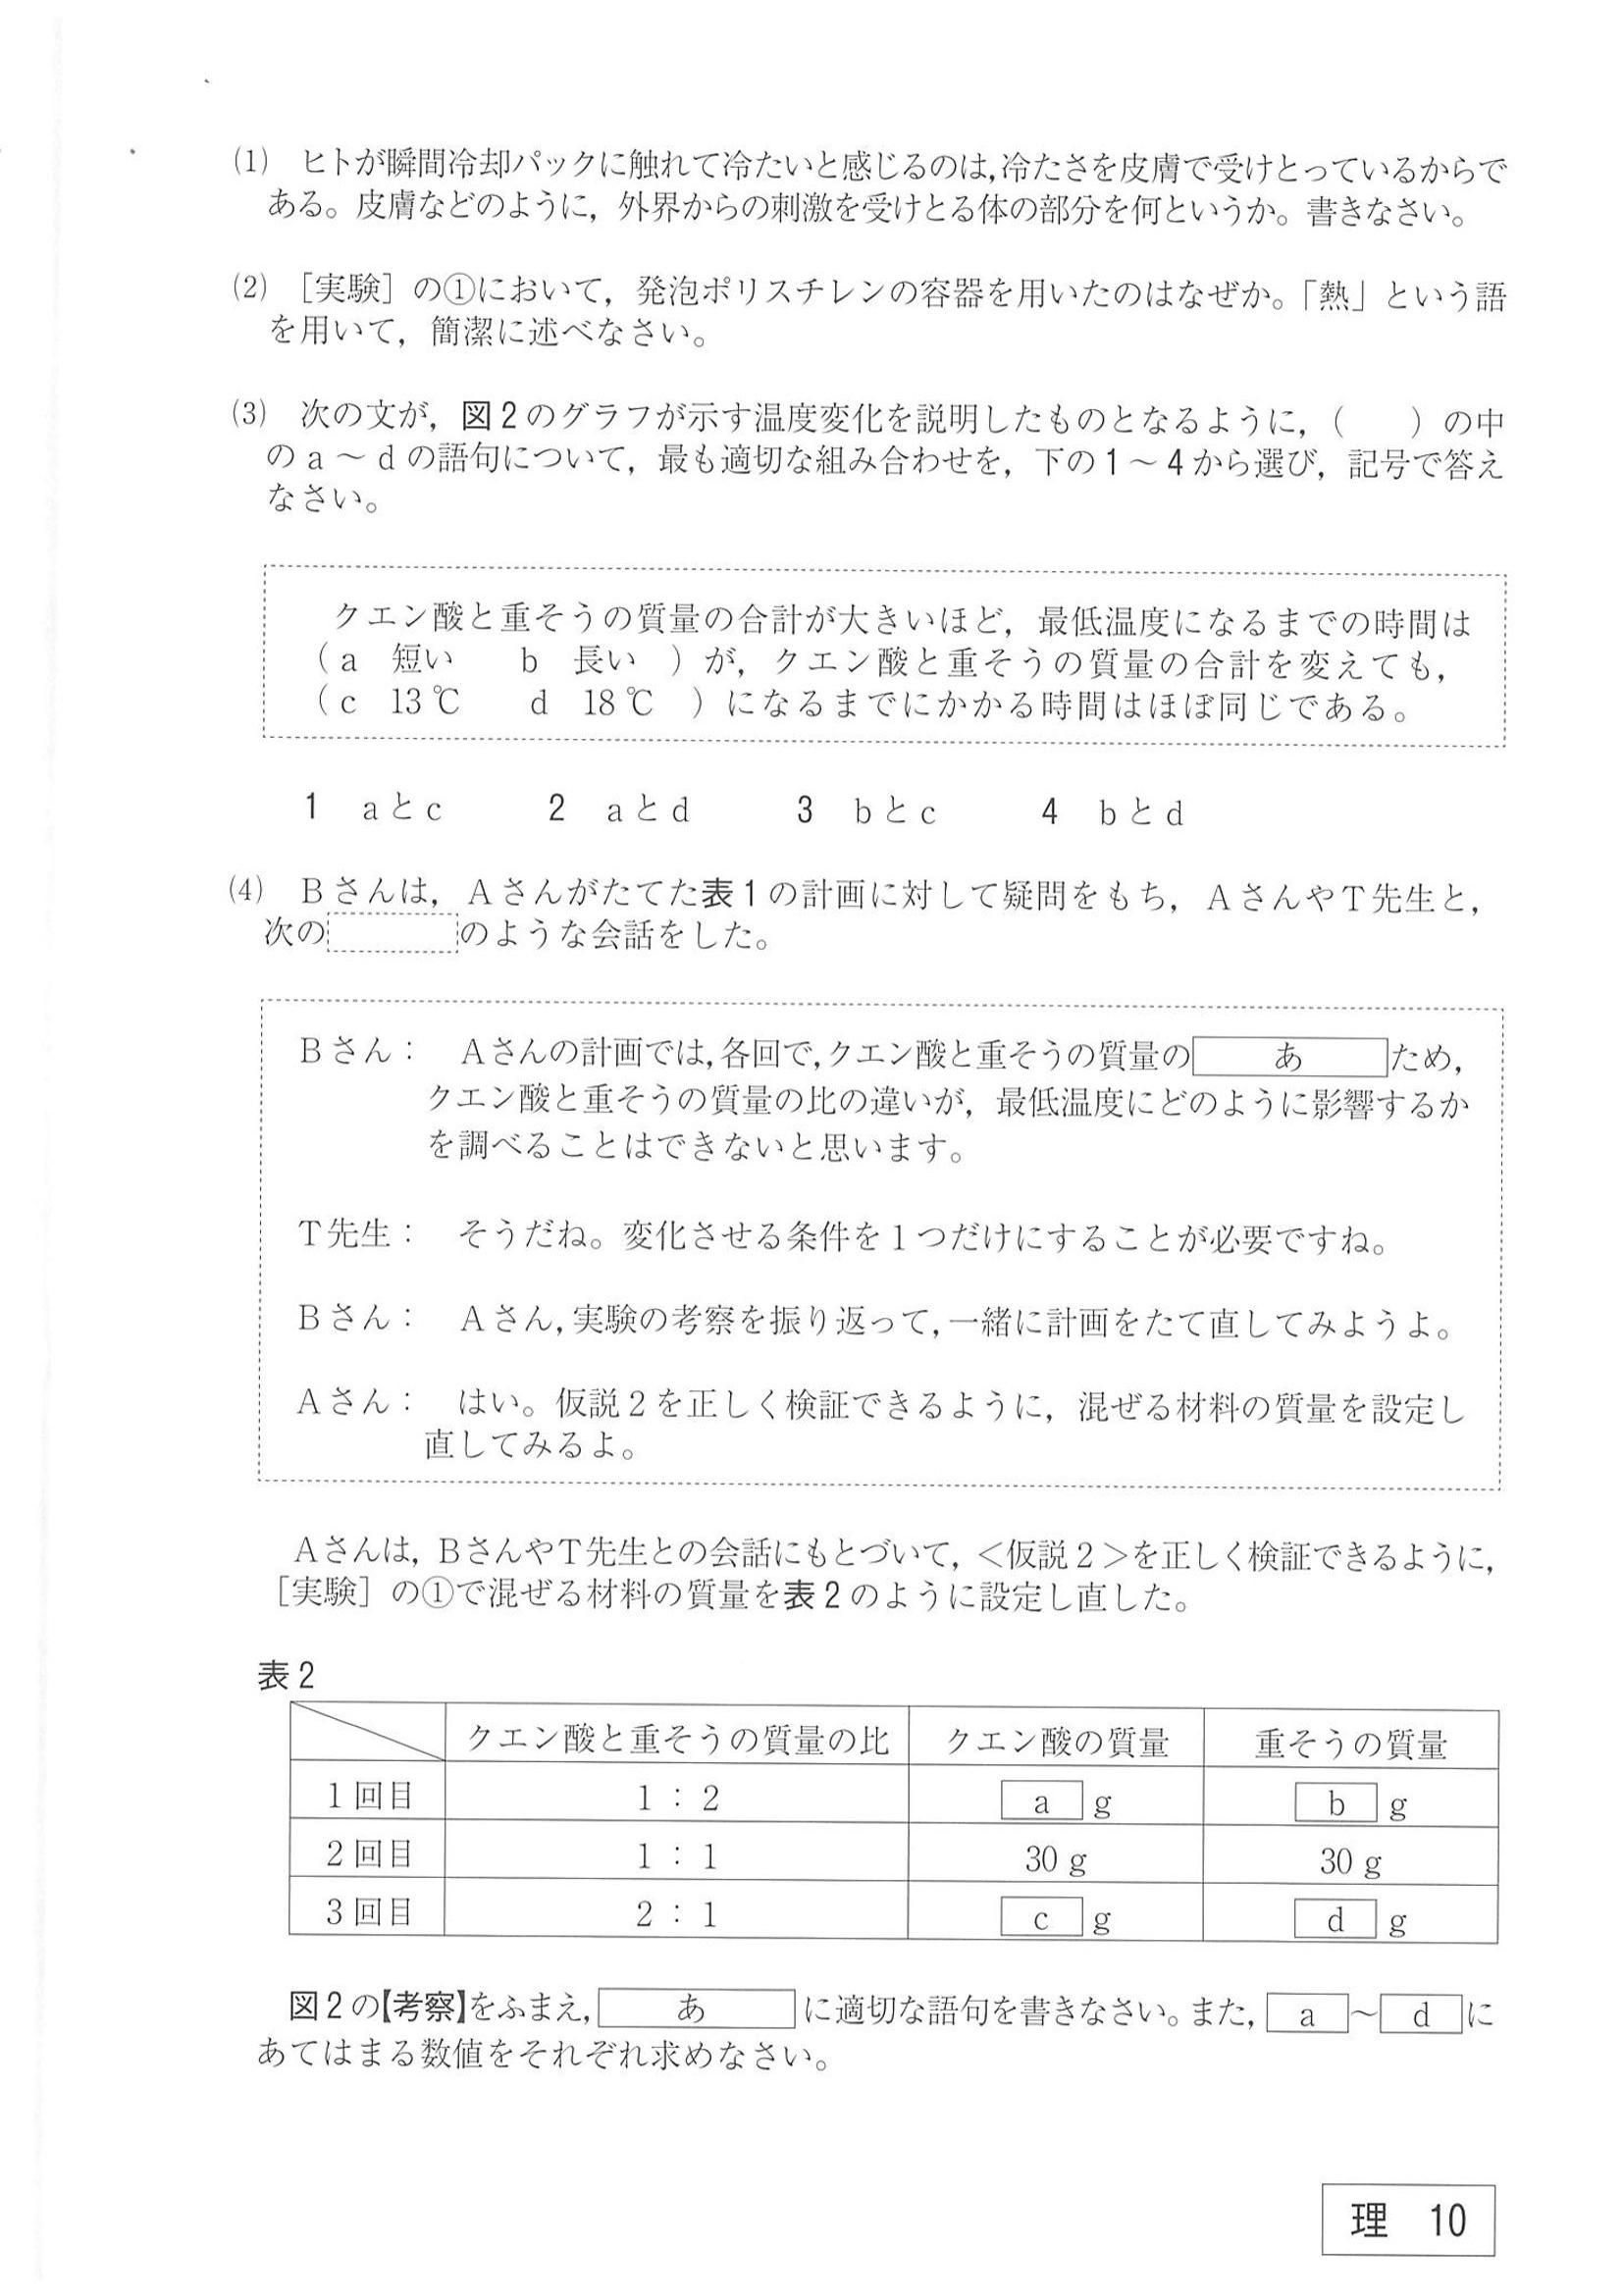 (1) ヒトが瞬間冷却パックに触れて冷たいと感じるのは,冷たさを皮膚で受けとっているからで
ある。皮膚などのように，外界からの刺激を受けとる体の部分を何というか。書きなさい。
(2) ［実験］の①において，発泡ポリスチレンの容器を用いたのはなぜか。「熱」という語
を用いて，簡潔に述べなさい。
(3) 次の文が，図2のグラフが示す温度変化を説明したものとなるように，（　　）の中
のａ～ｄの語句について，最も適切な組み合わせを，下の1～4から選び，記号で答え
なさい。
クエン酸と重そうの質量の合計が大きいほど，最低温度になるまでの時間は
（ａ　短い　　ｂ　長い　）が，クエン酸と重そうの質量の合計を変えても，
（ｃ　13℃　　ｄ　18℃　）になるまでにかかる時間はほぼ同じである。
1　ａとｃ　　2　ａとｄ　　3　ｂとｃ　　4　ｂとｄ
(4) Ｂさんは，Ａさんがたてた表1の計画に対して疑問をもち，ＡさんやＴ先生と，
次の　　　　のような会話をした。
Ｂさん：　Ａさんの計画では,各回で,クエン酸と重そうの質量の　あ　ため，
クエン酸と重そうの質量の比の違いが，最低温度にどのように影響するか
を調べることはできないと思います。
Ｔ先生：　そうだね。変化させる条件を１つだけにすることが必要ですね。
Ｂさん：　Ａさん,実験の考察を振り返って,一緒に計画をたて直してみようよ。
Ａさん：　はい。仮説２を正しく検証できるように，混ぜる材料の質量を設定し
直してみるよ。
Ａさんは，ＢさんやＴ先生との会話にもとづいて，＜仮説２＞を正しく検証できるように，
［実験］の①で混ぜる材料の質量を表2のように設定し直した。
表2
クエン酸と重そうの質量の比　クエン酸の質量　重そうの質量
1回目　1：2　a g　b g
2回目　1：1　30 g　30 g
3回目　2：1　c g　d g
図2の【考察】をふまえ，　あ　に適切な語句を書きなさい。また，　a　～　d　に
あてはまる数値をそれぞれ求めなさい。
理　10